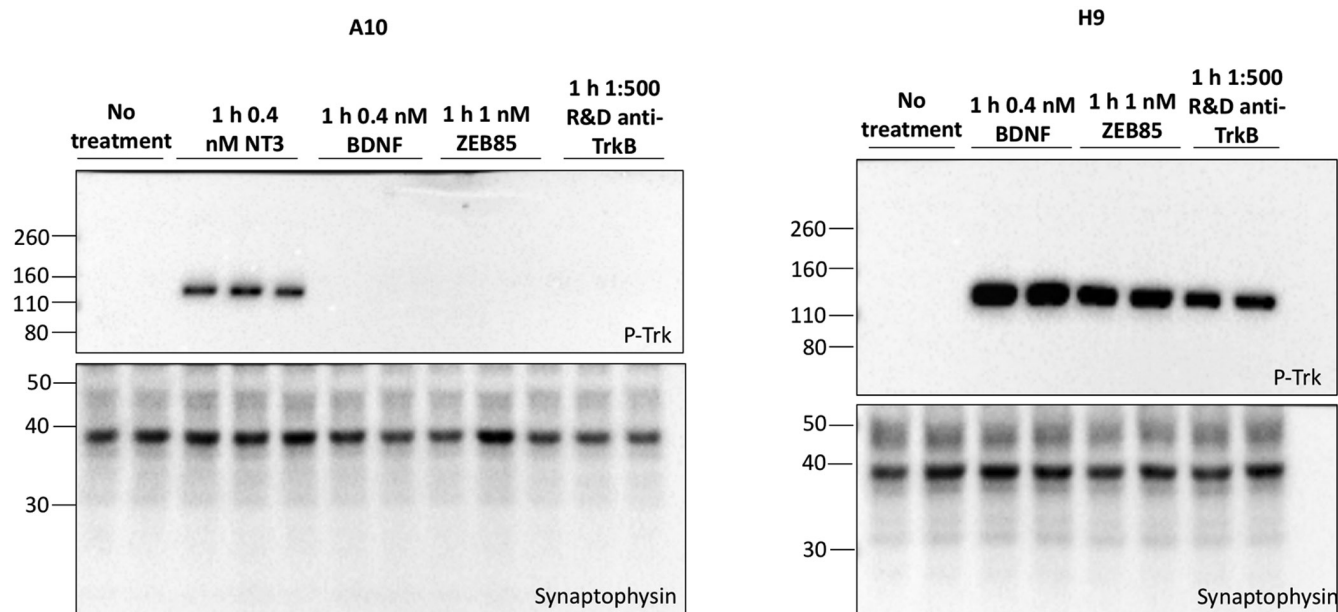 A10
No
treatment
1 h 0.4
nM NT3
1 h 0.4 nM
BDNF
1 h 1 nM
ZEB85
1 h 1:500
R&D anti-
TrkB
260
160
110
80
P-Trk
50
40
30
Synaptophysin
H9
No
treatment
1 h 0.4 nM
BDNF
1 h 1 nM
ZEB85
1 h 1:500
R&D anti-
TrkB
260
160
110
80
P-Trk
50
40
30
Synaptophysin